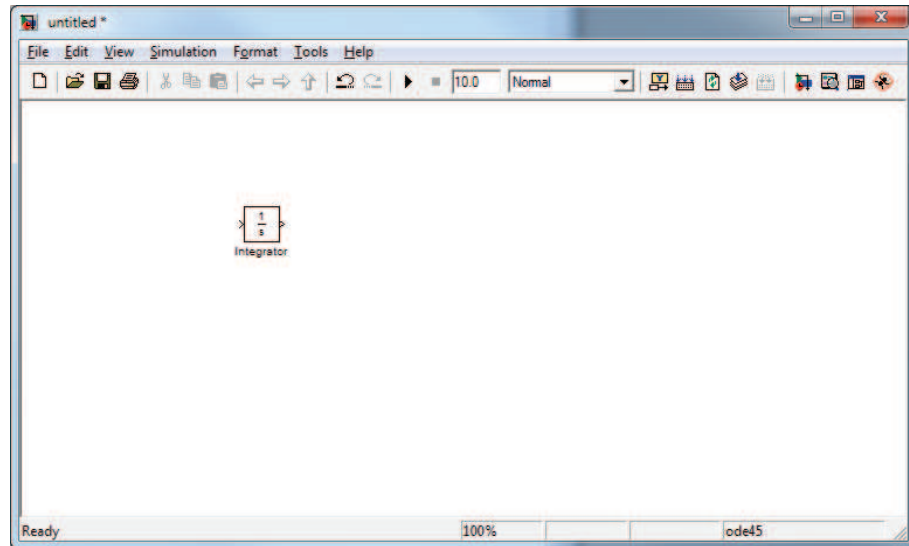 untitled *
File Edit View Simulation Format Tools Help
10.0 Normal
1
s
Integrator
Ready 100% ode45